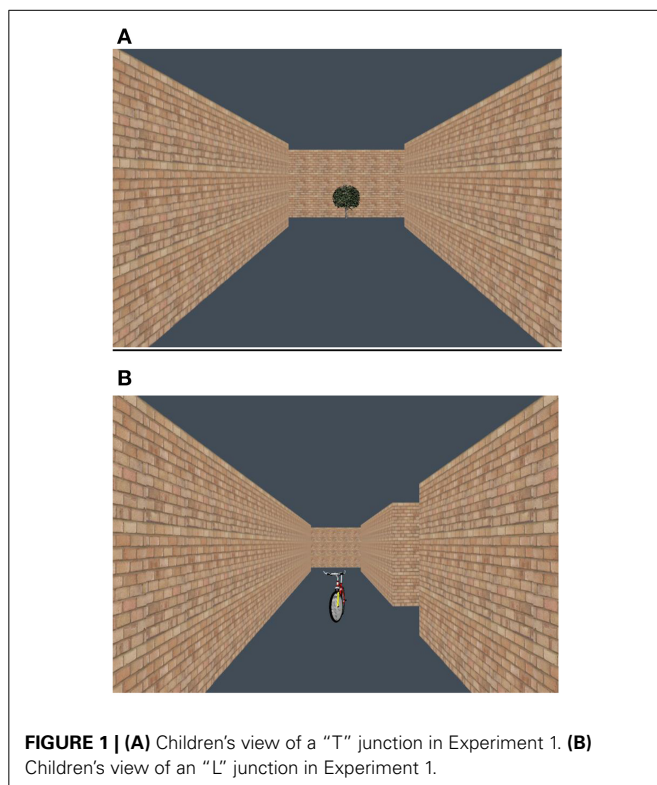 A
B
FIGURE 1 | (A) Children's view of a “T” junction in Experiment 1. (B)
Children's view of an “L” junction in Experiment 1.